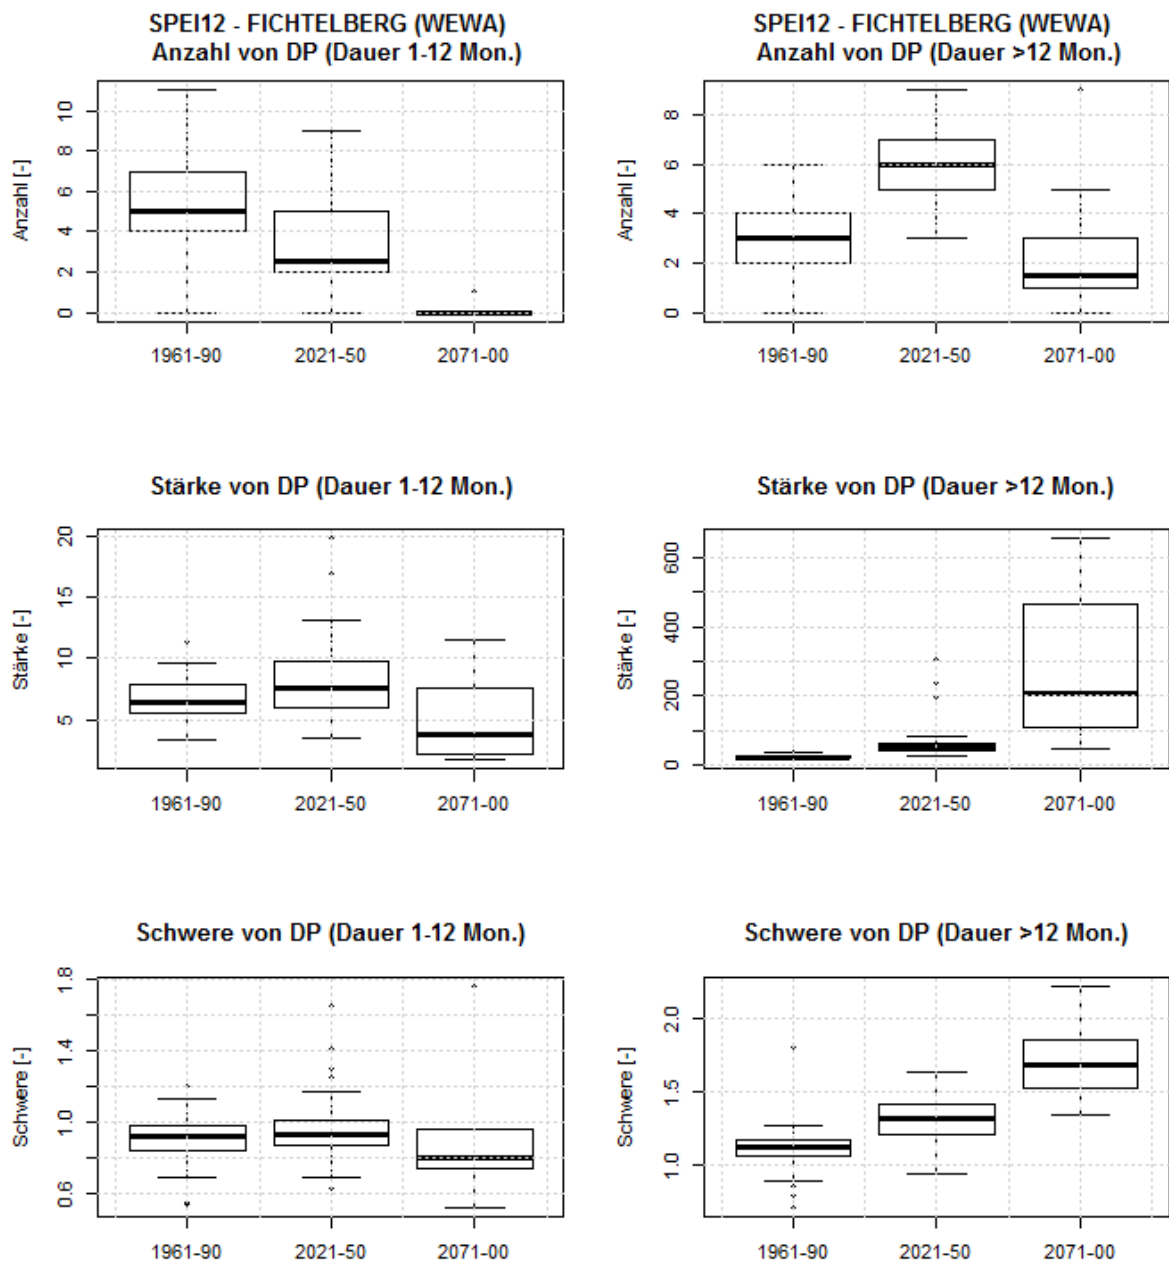 SPEI12 - FICHTELBERG (WEWA)
Anzahl von DP (Dauer 1-12 Mon.)
Anzahl [-]
10
8
6
4
2
0
1961-90 2021-50 2071-00
SPEI12 - FICHTELBERG (WEWA)
Anzahl von DP (Dauer >12 Mon.)
Anzahl [-]
8
6
4
2
0
1961-90 2021-50 2071-00
Stärke von DP (Dauer 1-12 Mon.)
Stärke [-]
20
15
10
5
1961-90 2021-50 2071-00
Stärke von DP (Dauer >12 Mon.)
Stärke [-]
600
400
200
0
1961-90 2021-50 2071-00
Schwere von DP (Dauer 1-12 Mon.)
Schwere [-]
1.8
1.4
1.0
0.6
1961-90 2021-50 2071-00
Schwere von DP (Dauer >12 Mon.)
Schwere [-]
2.0
1.5
1.0
1961-90 2021-50 2071-00